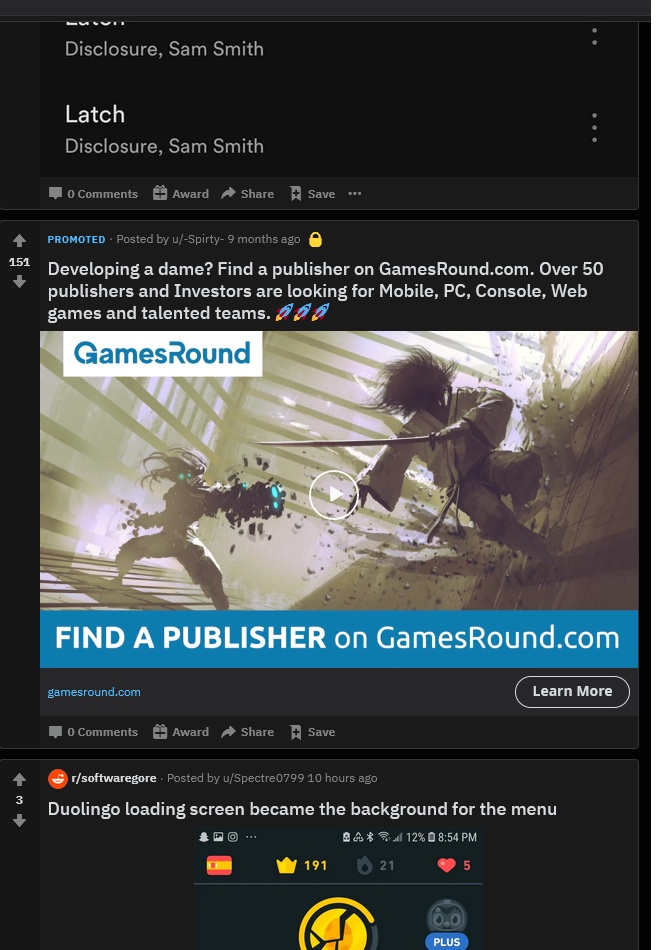 Latch
Disclosure, Sam Smith
Latch
Disclosure, Sam Smith
0 Comments Award Share Save
PROMOTED · Posted by u/-Spirty- 9 months ago
151
Developing a dame? Find a publisher on GamesRound.com. Over 50
publishers and Investors are looking for Mobile, PC, Console, Web
games and talented teams. 🚀🚀🚀
GamesRound
FIND A PUBLISHER on GamesRound.com
gamesround.com
Learn More
0 Comments Award Share Save
r/softwaregore · Posted by u/Spectre0799 10 hours ago
3
Duolingo loading screen became the background for the menu
12% 8:54 PM
191 21 5
PLUS